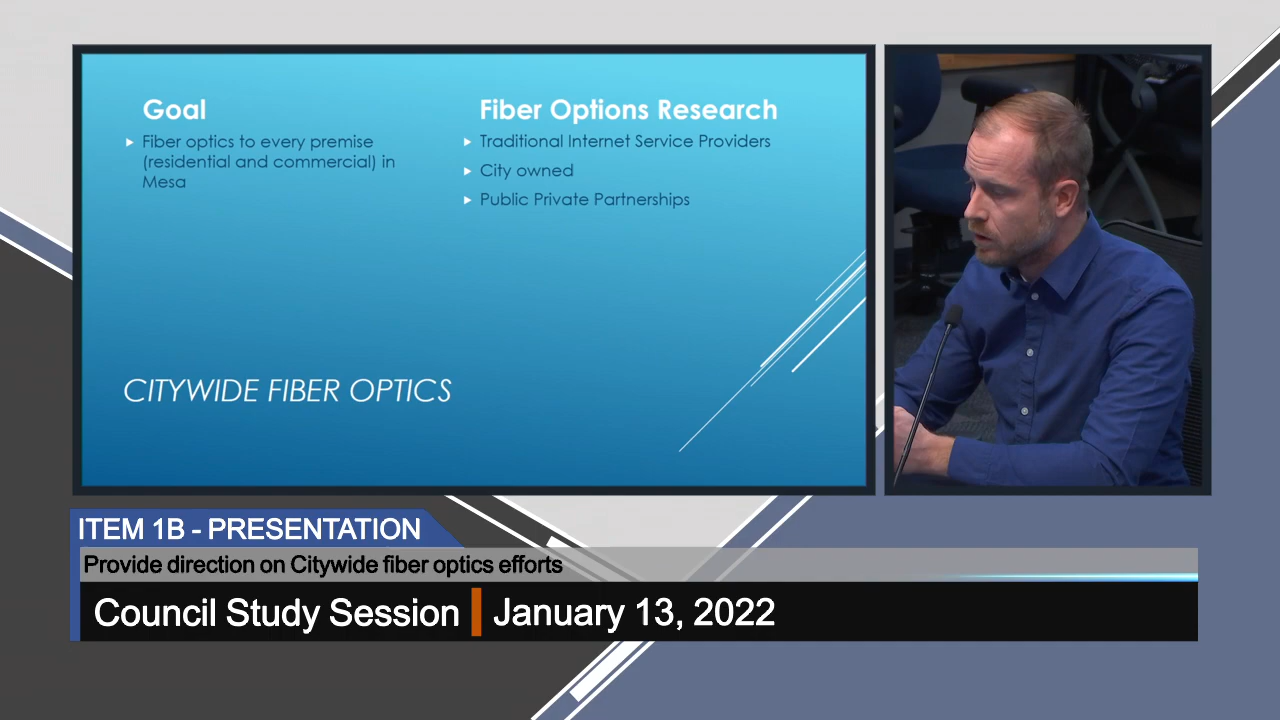 Goal
Fiber optics to every premise
(residential and commercial) in
Mesa
Fiber Options Research
Traditional Internet Service Providers
City owned
Public Private Partnerships
CITYWIDE FIBER OPTICS
ITEM 1B - PRESENTATION
Provide direction on Citywide fiber optics efforts
Council Study Session
January 13, 2022